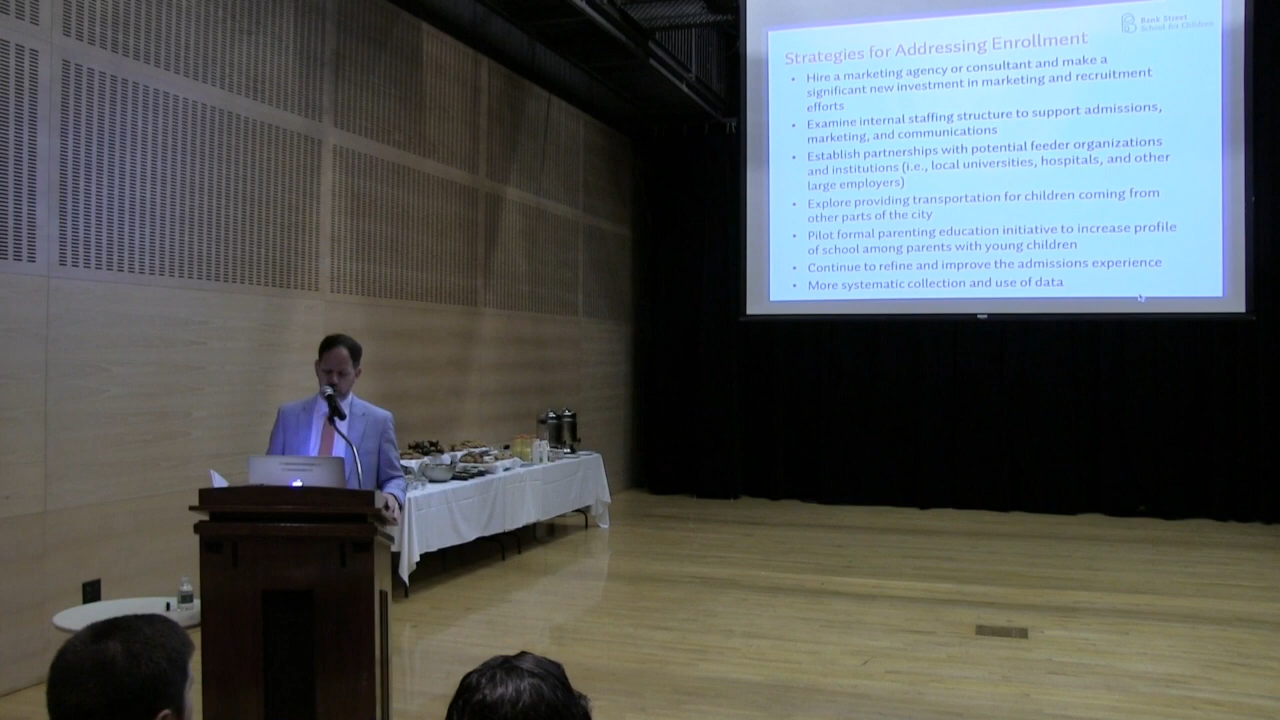 Bank Street
School for Children
Strategies for Addressing Enrollment
• Hire a marketing agency or consultant and make a
significant new investment in marketing and recruitment
efforts
• Examine internal staffing structure to support admissions,
marketing, and communications
• Establish partnerships with potential feeder organizations
and institutions (i.e., local universities, hospitals, and other
large employers)
• Explore providing transportation for children coming from
other parts of the city
• Pilot formal parenting education initiative to increase profile
of school among parents with young children
• Continue to refine and improve the admissions experience
• More systematic collection and use of data